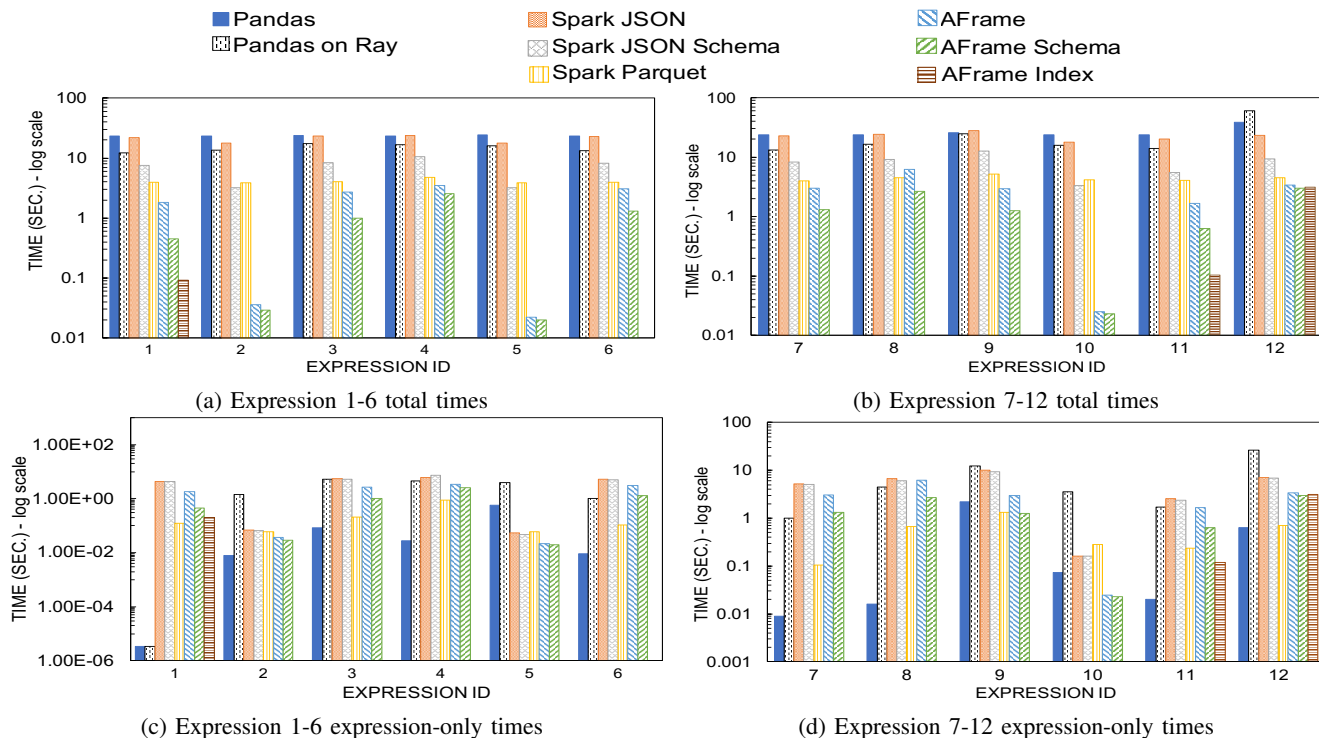 Pandas
Spark JSON
AFrame
Pandas on Ray
Spark JSON Schema
AFrame Schema
Spark Parquet
AFrame Index
TIME (SEC.) - log scale
100
10
1
0.1
0.01
1 2 3 4 5 6
EXPRESSION ID
(a) Expression 1-6 total times
TIME (SEC.) - log scale
100
10
1
0.1
0.01
7 8 9 10 11 12
EXPRESSION ID
(b) Expression 7-12 total times
TIME (SEC.) - log scale
1.00E+02
1.00E+00
1.00E-02
1.00E-04
1.00E-06
1 2 3 4 5 6
EXPRESSION ID
(c) Expression 1-6 expression-only times
TIME (SEC.) - log scale
100
10
1
0.1
0.01
0.001
7 8 9 10 11 12
EXPRESSION ID
(d) Expression 7-12 expression-only times